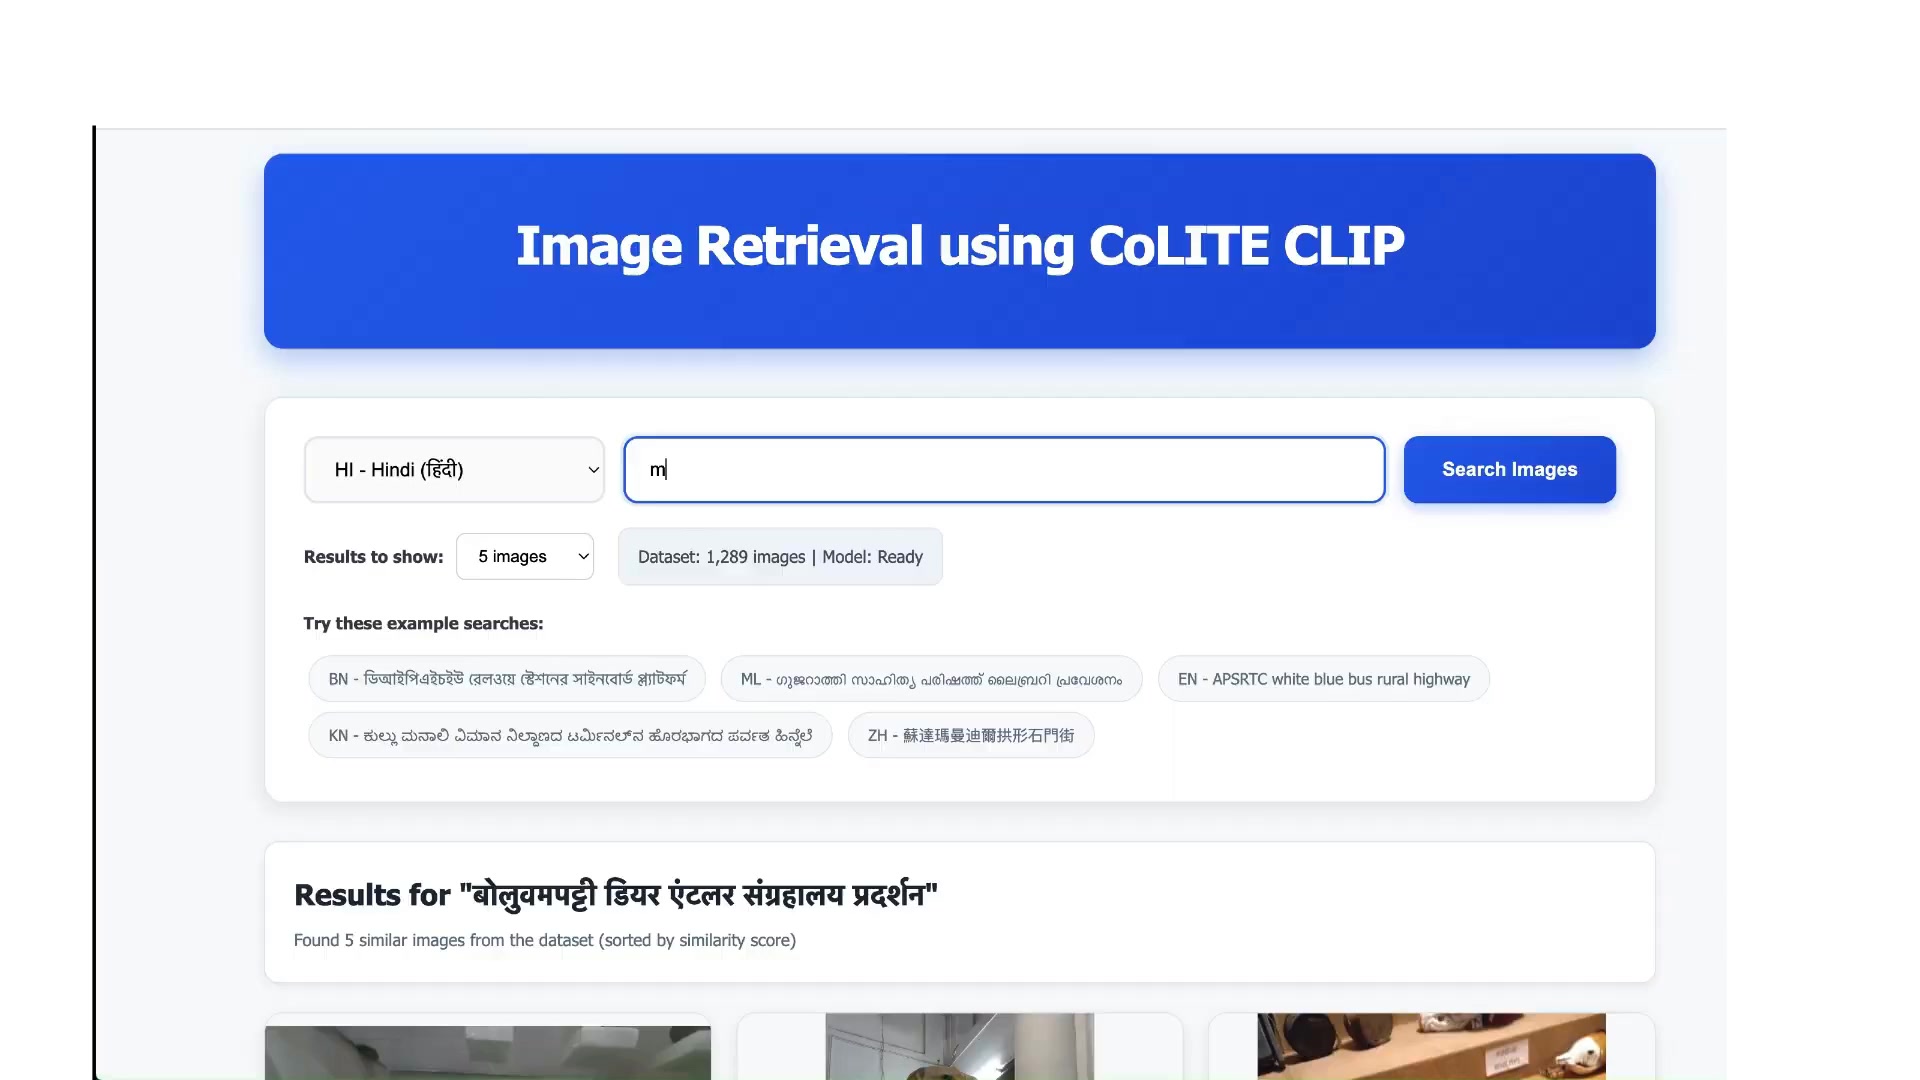 Image Retrieval using CoLITE CLIP
HI - Hindi (हिंदी)
m
Search Images
Results to show:
5 images
Dataset: 1,289 images | Model: Ready
Try these example searches:
BN - ডিআইপিএইচইউ রেলওয়ে স্টেশনের সাইনবোর্ড প্ল্যাটফর্ম
ML - ഗുജറാത്തി സാഹിത്യ പരിഷത്ത് ലൈബ്രറി പ്രവേശനം
EN - APSRTC white blue bus rural highway
KN - ಕುಲ್ಲು ಮನಾಲಿ ವಿಮಾನ ನಿಲ್ದಾಣದ ಟರ್ಮಿನಲ್‌ನ ಹೊರಭಾಗದ ಪರ್ವತ ಹಿನ್ನೆಲೆ
ZH - 蘇達瑪曼迪爾拱形石門街
Results for "बोलुवमपट्टी डियर एंटलर संग्रहालय प्रदर्शन"
Found 5 similar images from the dataset (sorted by similarity score)